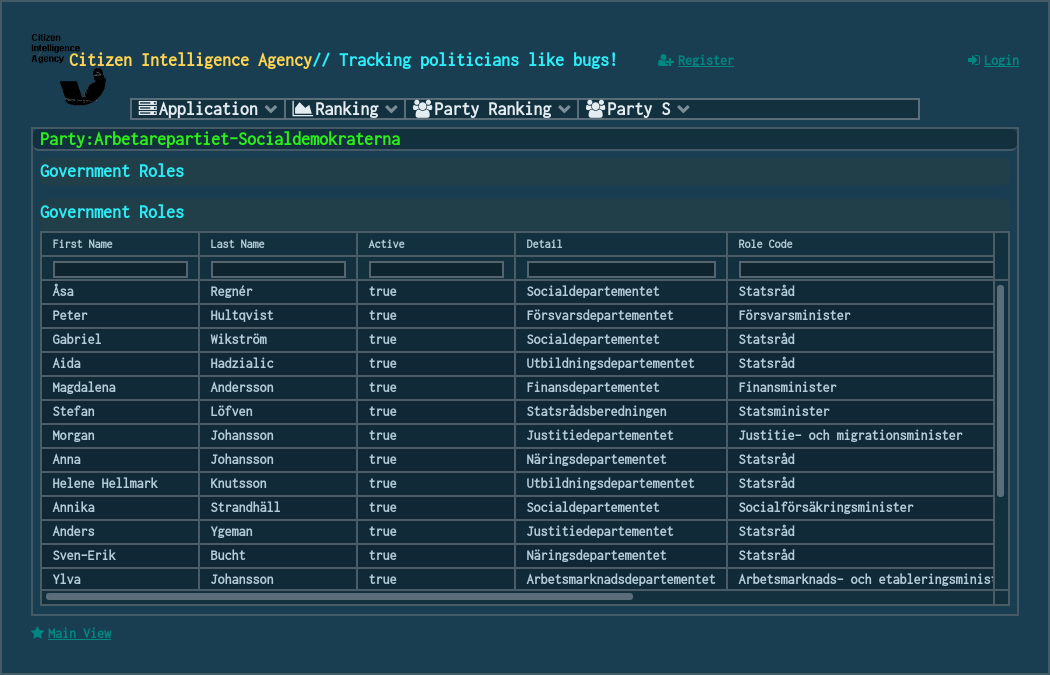 Citizen
Intelligence
Agency
Citizen Intelligence Agency// Tracking politicians like bugs!
Register
Login
Application Ranking Party Ranking Party S
Party:Arbetarepartiet-Socialdemokraterna
Government Roles
Government Roles
First Name Last Name Active Detail Role Code
Åsa Regnér true Socialdepartementet Statsråd
Peter Hultqvist true Försvarsdepartementet Försvarsminister
Gabriel Wikström true Socialdepartementet Statsråd
Aida Hadzialic true Utbildningsdepartementet Statsråd
Magdalena Andersson true Finansdepartementet Finansminister
Stefan Löfven true Statsrådsberedningen Statsminister
Morgan Johansson true Justitiedepartementet Justitie- och migrationsminister
Anna Johansson true Näringsdepartementet Statsråd
Helene Hellmark Knutsson true Utbildningsdepartementet Statsråd
Annika Strandhäll true Socialdepartementet Socialförsäkringsminister
Anders Ygeman true Justitiedepartementet Statsråd
Sven-Erik Bucht true Näringsdepartementet Statsråd
Ylva Johansson true Arbetsmarknadsdepartementet Arbetsmarknads- och etableringsminist
Main View